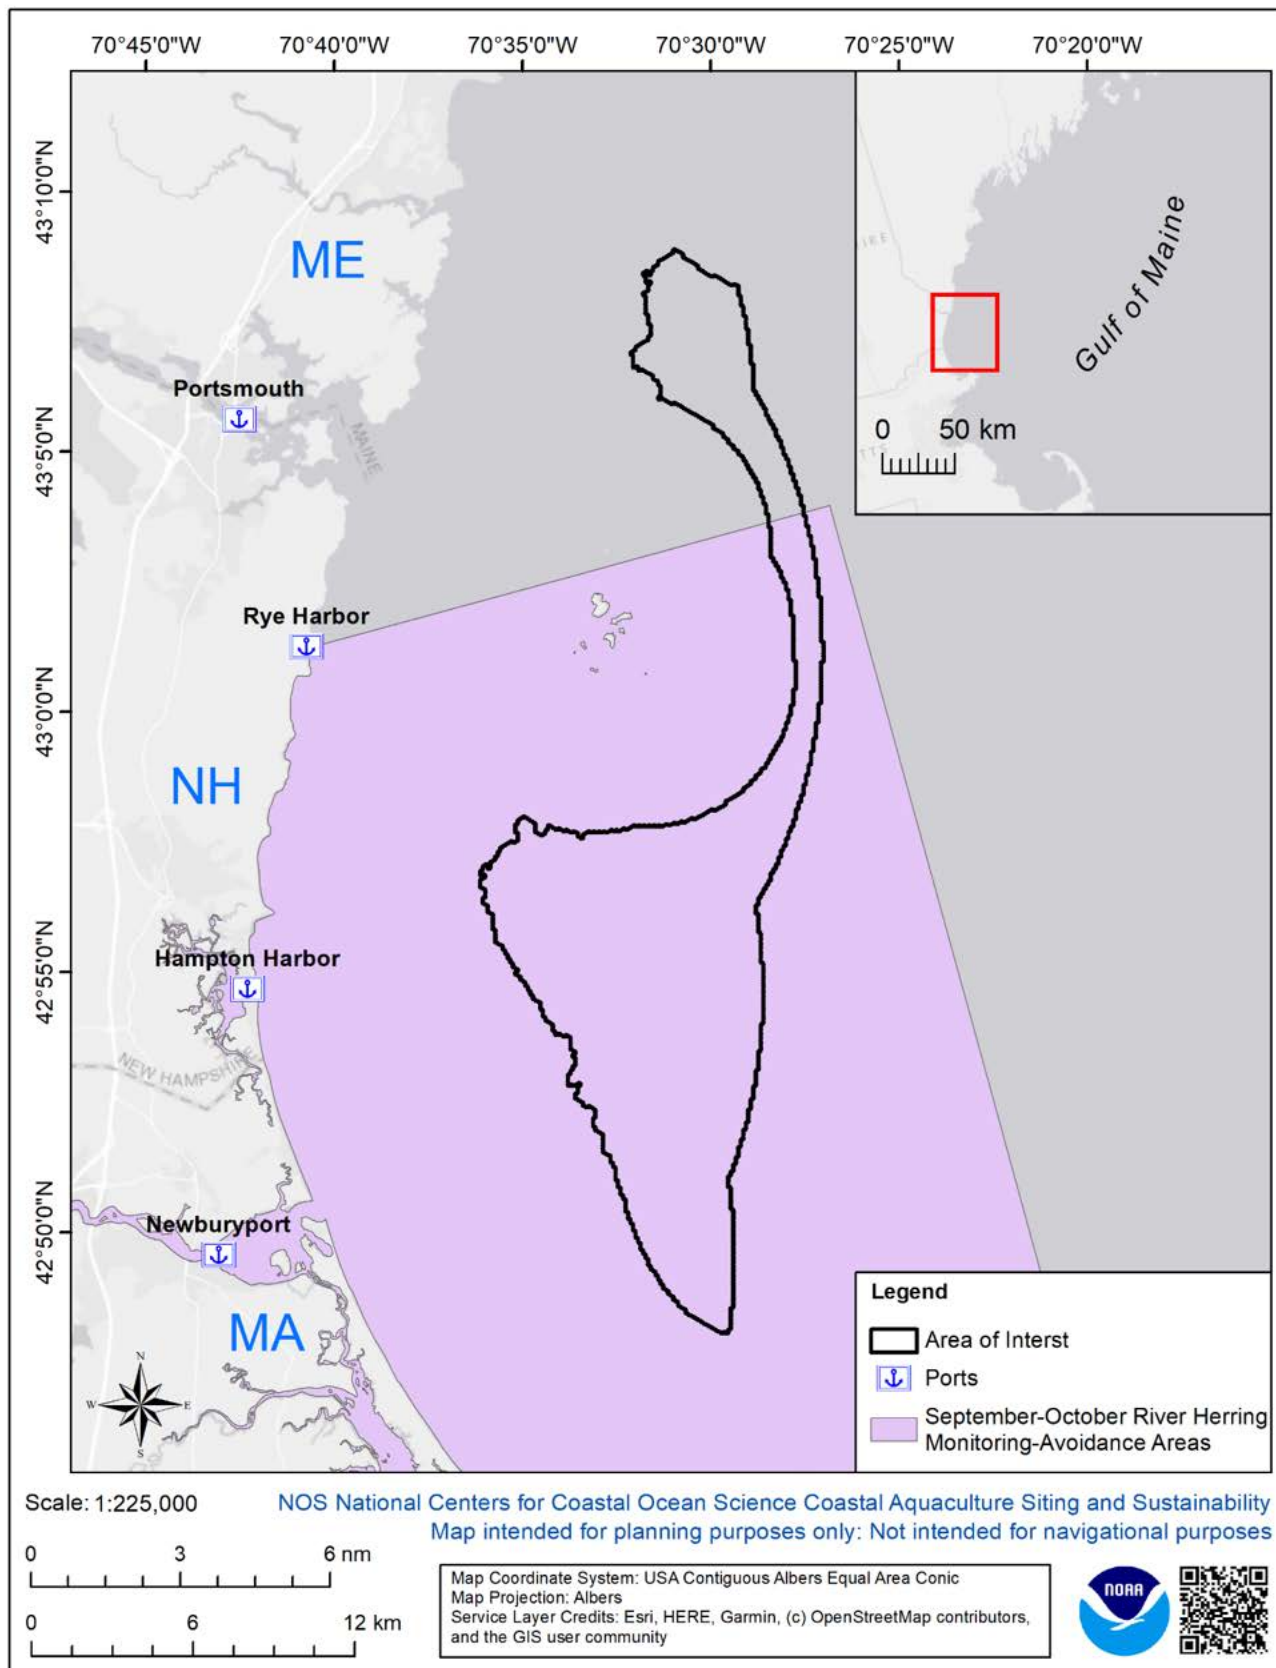 70°45'0"W 70°40'0"W 70°35'0"W 70°30'0"W 70°25'0"W 70°20'0"W
43°10'0"N
43°5'0"N
43°0'0"N
42°55'0"N
42°50'0"N
ME
Portsmouth
MAINE
Rye Harbor
NH
Hampton Harbor
NEW HAMPSHIRE
Newburyport
MA
N
W E
S
IRE
TTS
Gulf of Maine
0 50 km
Legend
Area of Interst
Ports
September-October River Herring
Monitoring-Avoidance Areas
Scale: 1:225,000
NOS National Centers for Coastal Ocean Science Coastal Aquaculture Siting and Sustainability
Map intended for planning purposes only: Not intended for navigational purposes
0 3 6 nm
0 6 12 km
Map Coordinate System: USA Contiguous Albers Equal Area Conic
Map Projection: Albers
Service Layer Credits: Esri, HERE, Garmin, (c) OpenStreetMap contributors,
and the GIS user community
NOAA